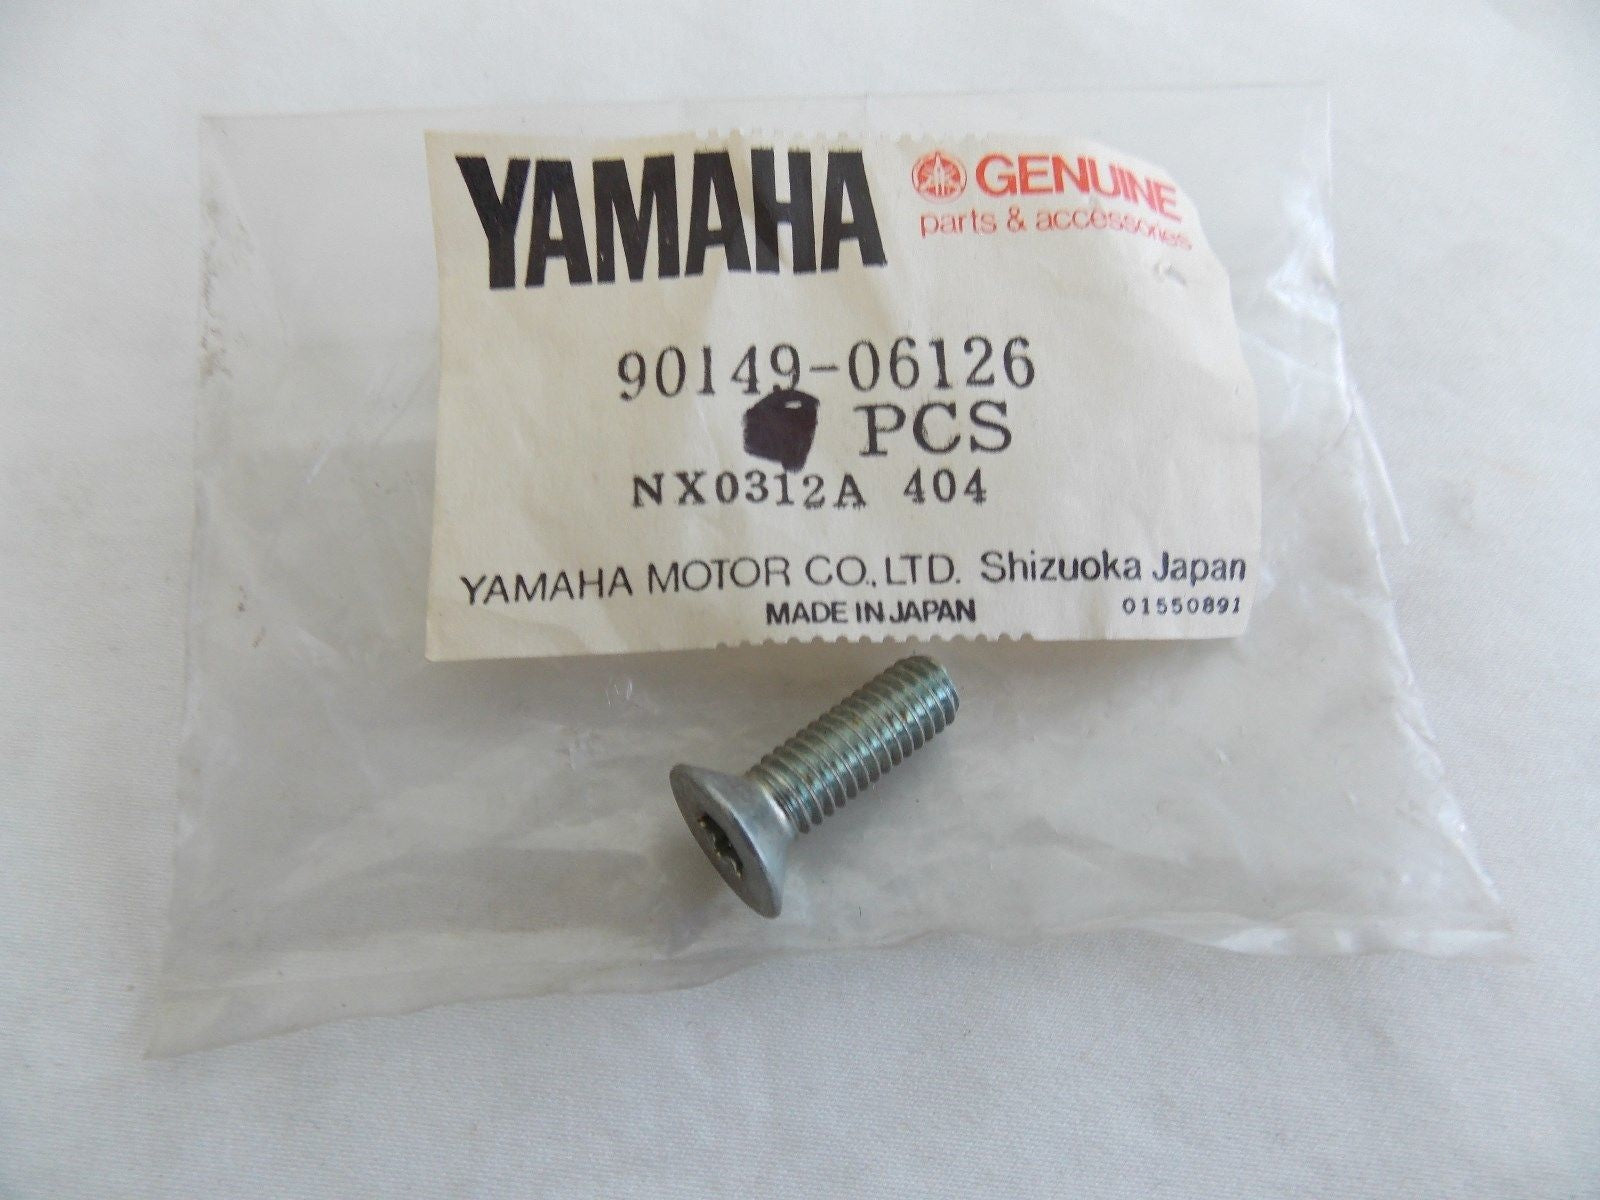 YAMAHA
GENUINE
parts & accessories
90149-06126
PCS
NX0312A 404
YAMAHA MOTOR CO.,LTD. Shizuoka Japan
MADE IN JAPAN
01550891